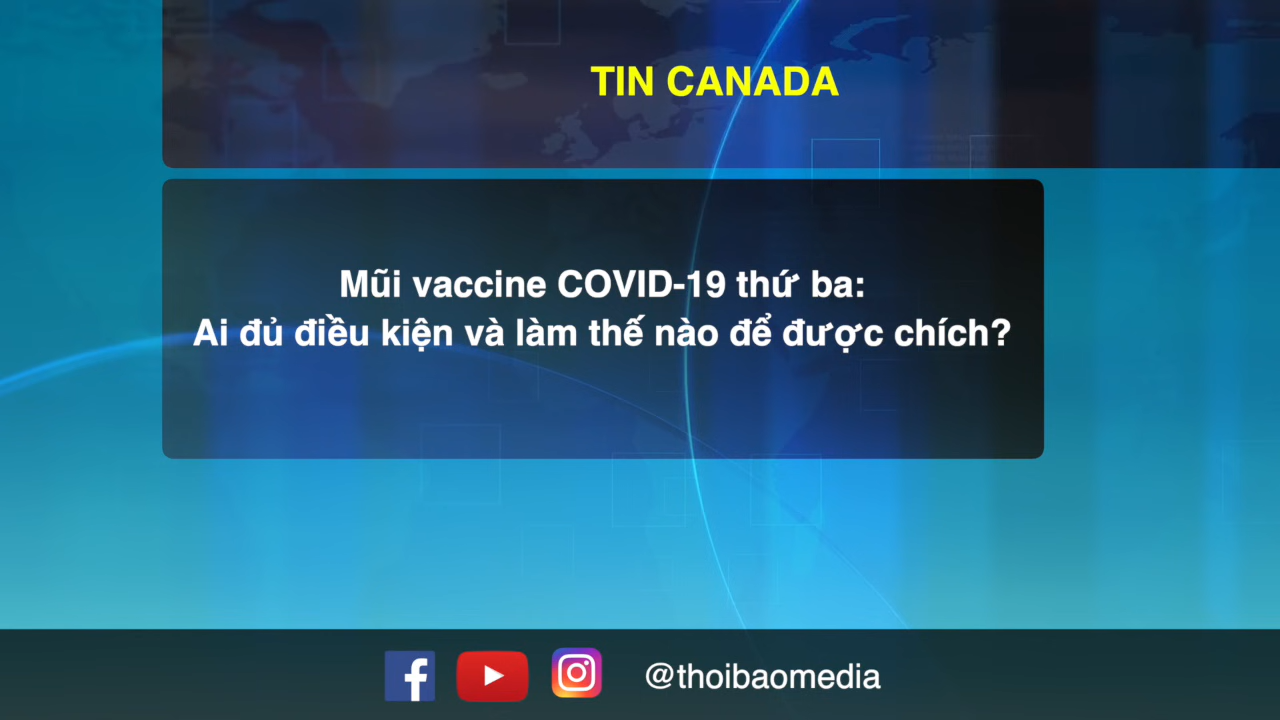 TIN CANADA
Mũi vaccine COVID-19 thứ ba:
Ai đủ điều kiện và làm thế nào để được chích?
@thoibaomedia